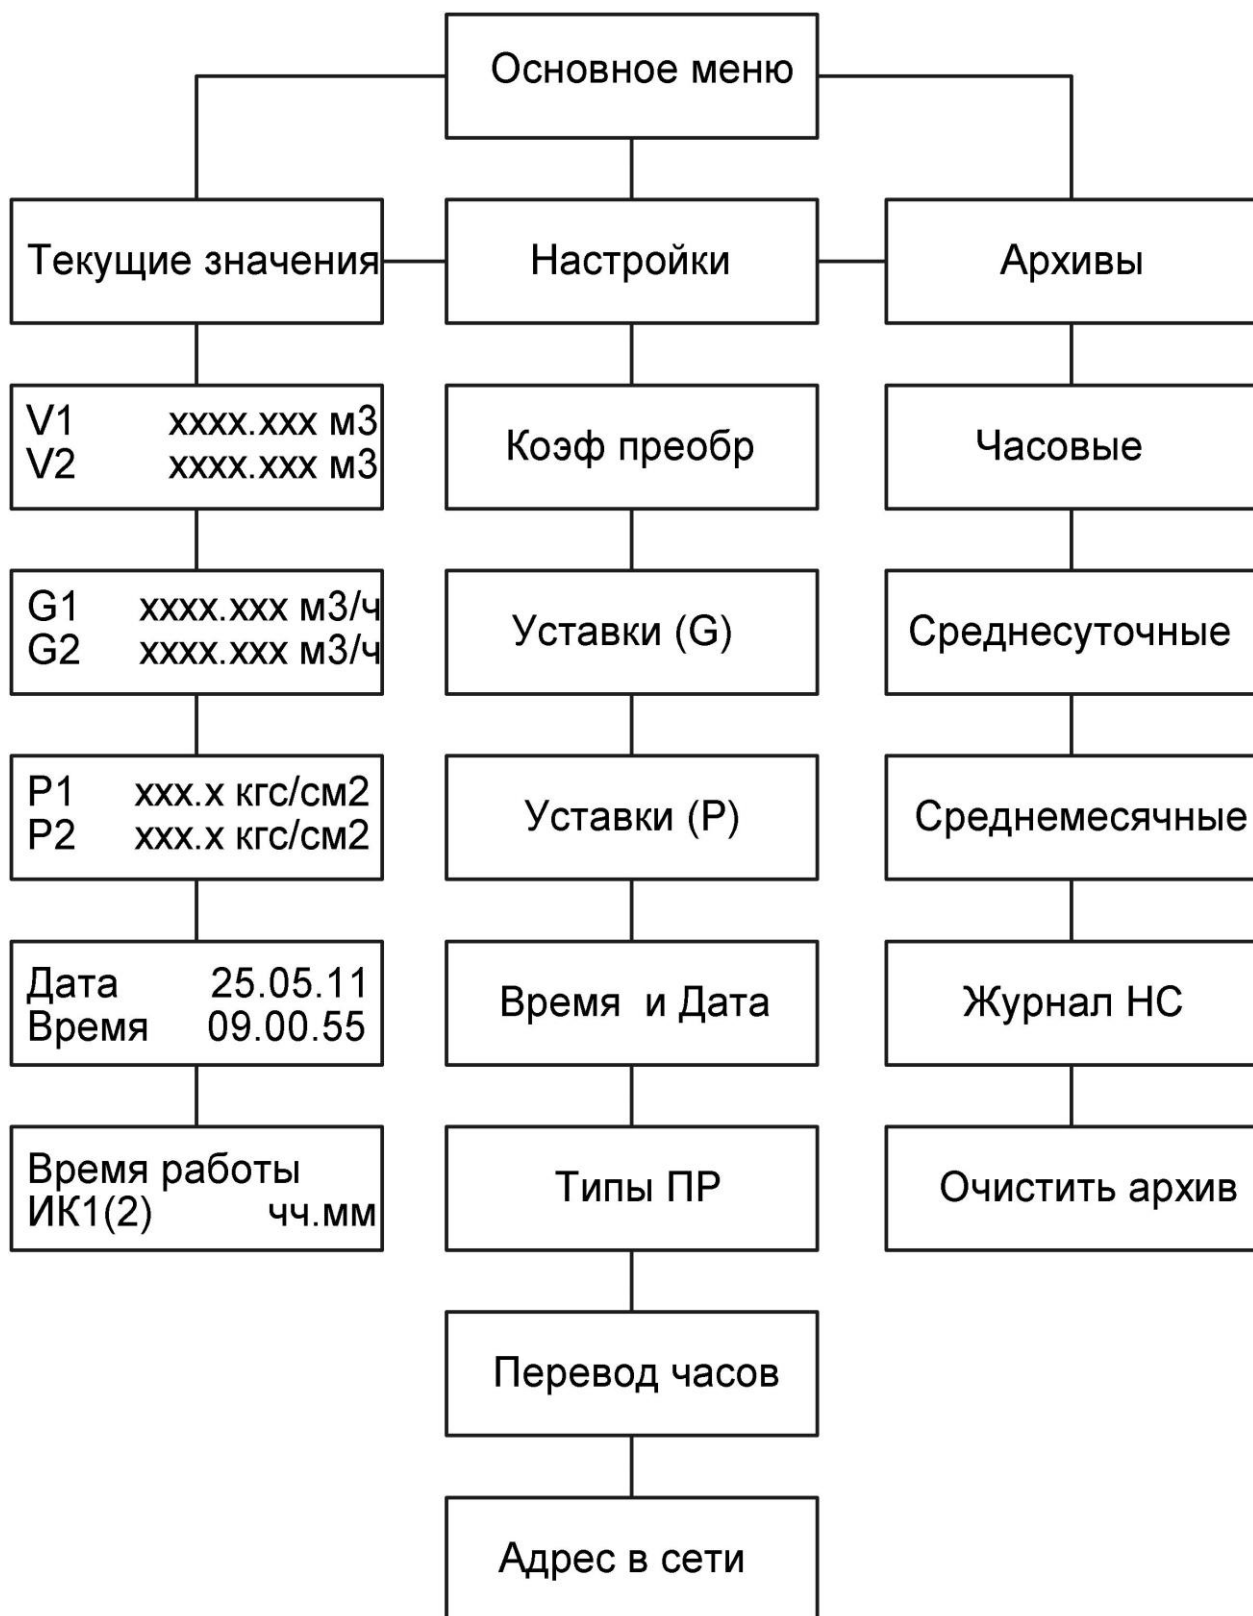 Основное меню
Текущие значения
Настройки
Архивы
V1 xxxx.xxx м3
V2 xxxx.xxx м3
Коэф преобр
Часовые
G1 xxxx.xxx м3/ч
G2 xxxx.xxx м3/ч
Уставки (G)
Среднесуточные
P1 xxx.x кгс/см2
P2 xxx.x кгс/см2
Уставки (P)
Среднемесячные
Дата 25.05.11
Время 09.00.55
Время и Дата
Журнал НС
Время работы
ИК1(2) чч.мм
Типы ПР
Очистить архив
Перевод часов
Адрес в сети